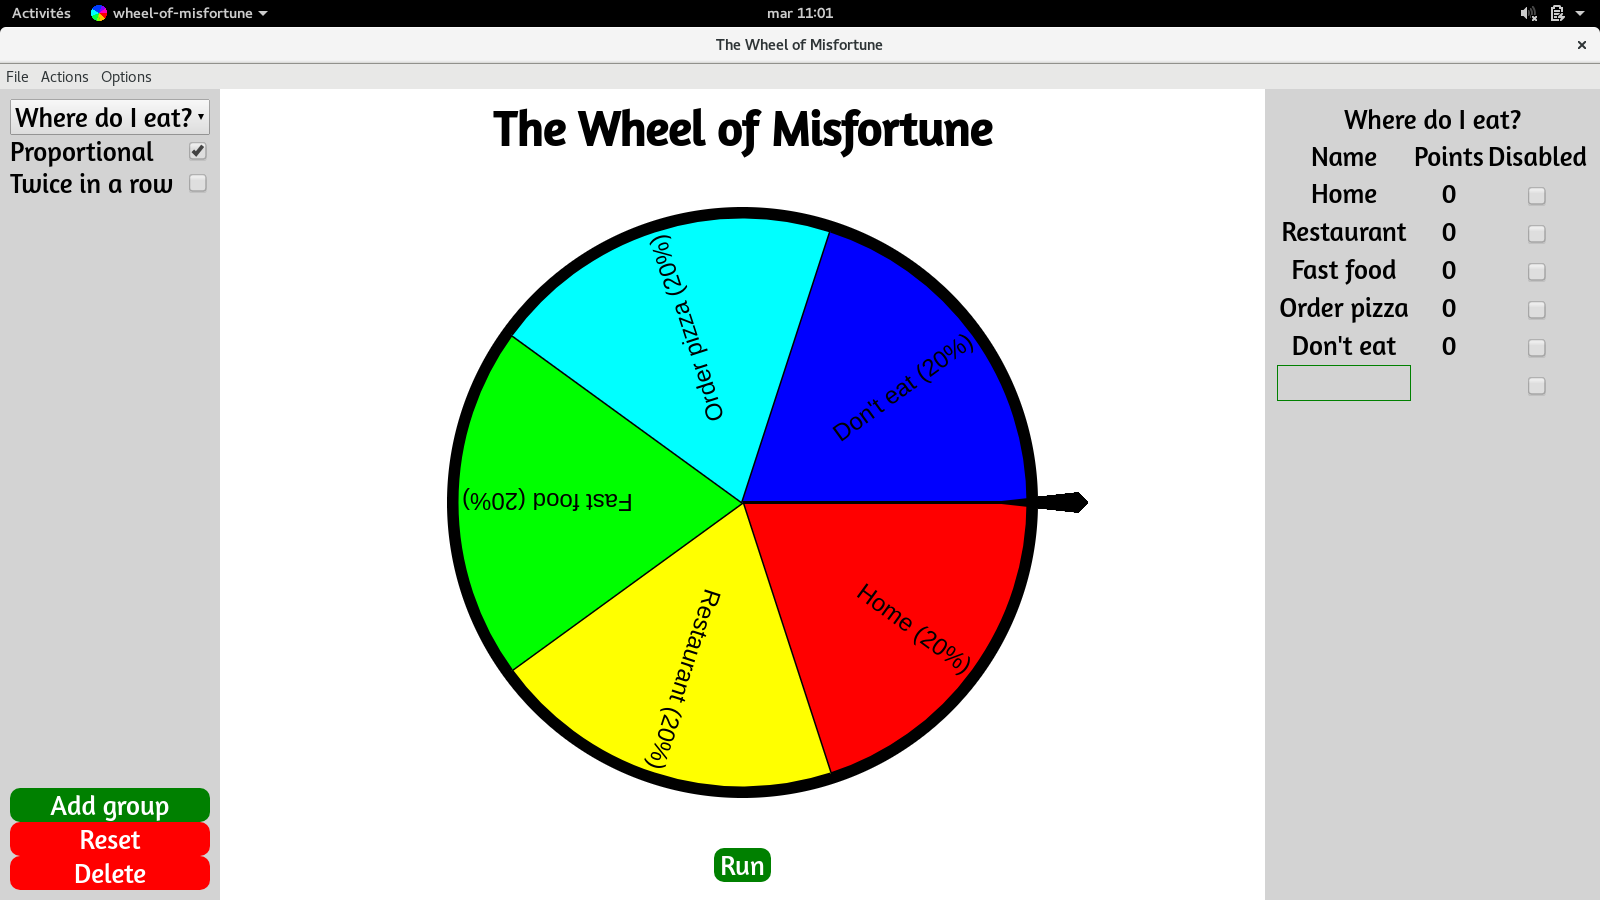 Activités wheel-of-misfortune mar 11:01
The Wheel of Misfortune
File Actions Options
Where do I eat?
Proportional
Twice in a row
Add group
Reset
Delete
The Wheel of Misfortune
Order pizza (20%)
Don't eat (20%)
Fast food (20%)
Restaurant (20%)
Home (20%)
Run
Where do I eat?
Name Points Disabled
Home 0
Restaurant 0
Fast food 0
Order pizza 0
Don't eat 0